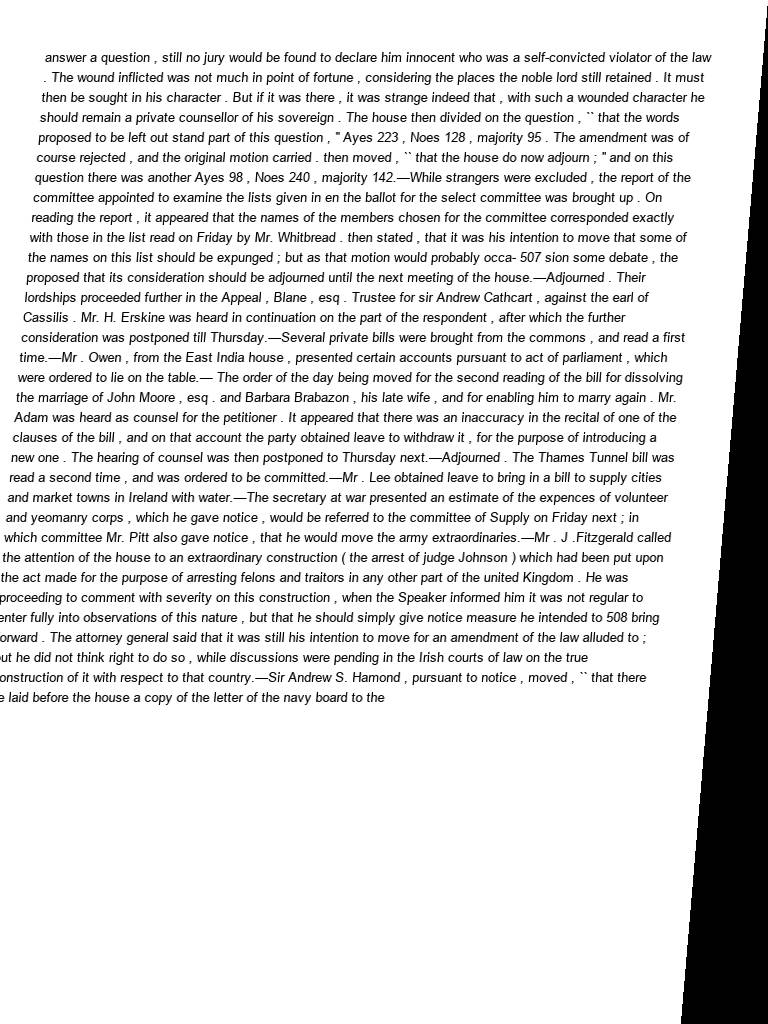 answer a question , still no jury would be found to declare him innocent who was a self-convicted violator of the law
. The wound inflicted was not much in point of fortune , considering the places the noble lord still retained . It must
then be sought in his character . But if it was there , it was strange indeed that , with such a wounded character he
should remain a private counsellor of his sovereign . The house then divided on the question , `` that the words
proposed to be left out stand part of this question , '' Ayes 223 , Noes 128 , majority 95 . The amendment was of
course rejected , and the original motion carried . then moved , `` that the house do now adjourn ; '' and on this
question there was another Ayes 98 , Noes 240 , majority 142.—While strangers were excluded , the report of the
committee appointed to examine the lists given in en the ballot for the select committee was brought up . On
reading the report , it appeared that the names of the members chosen for the committee corresponded exactly
with those in the list read on Friday by Mr. Whitbread . then stated , that it was his intention to move that some of
the names on this list should be expunged ; but as that motion would probably occa- 507 sion some debate , the
proposed that its consideration should be adjourned until the next meeting of the house.—Adjourned . Their
lordships proceeded further in the Appeal , Blane , esq . Trustee for sir Andrew Cathcart , against the earl of
Cassilis . Mr. H. Erskine was heard in continuation on the part of the respondent , after which the further
consideration was postponed till Thursday.—Several private bills were brought from the commons , and read a first
time.—Mr . Owen , from the East India house , presented certain accounts pursuant to act of parliament , which
were ordered to lie on the table.— The order of the day being moved for the second reading of the bill for dissolving
the marriage of John Moore , esq . and Barbara Brabazon , his late wife , and for enabling him to marry again . Mr.
Adam was heard as counsel for the petitioner . It appeared that there was an inaccuracy in the recital of one of the
clauses of the bill , and on that account the party obtained leave to withdraw it , for the purpose of introducing a
new one . The hearing of counsel was then postponed to Thursday next.—Adjourned . The Thames Tunnel bill was
read a second time , and was ordered to be committed.—Mr . Lee obtained leave to bring in a bill to supply cities
and market towns in Ireland with water.—The secretary at war presented an estimate of the expences of volunteer
and yeomanry corps , which he gave notice , would be referred to the committee of Supply on Friday next ; in
which committee Mr. Pitt also gave notice , that he would move the army extraordinaries.—Mr . J .Fitzgerald called
the attention of the house to an extraordinary construction ( the arrest of judge Johnson ) which had been put upon
the act made for the purpose of arresting felons and traitors in any other part of the united Kingdom . He was
proceeding to comment with severity on this construction , when the Speaker informed him it was not regular to
enter fully into observations of this nature , but that he should simply give notice measure he intended to 508 bring
orward . The attorney general said that it was still his intention to move for an amendment of the law alluded to ;
ut he did not think right to do so , while discussions were pending in the Irish courts of law on the true
onstruction of it with respect to that country.—Sir Andrew S. Hamond , pursuant to notice , moved , `` that there
e laid before the house a copy of the letter of the navy board to the